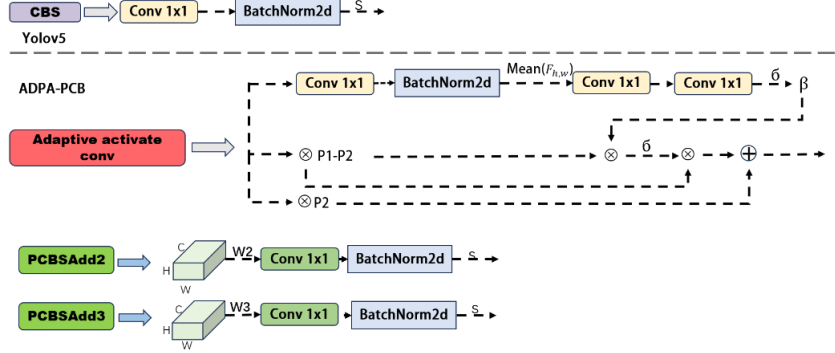 CBS Conv 1x1 BatchNorm2d S
Yolov5
ADPA-PCB
Conv 1x1 BatchNorm2d Mean(F_{h,w}) Conv 1x1 Conv 1x1 б β
Adaptive activate
conv
⊗ P1-P2 ⊗ б ⊗ ⊕
⊗ P2
PCBSAdd2 C H W W2 Conv 1x1 BatchNorm2d S
PCBSAdd3 C H W W3 Conv 1x1 BatchNorm2d S